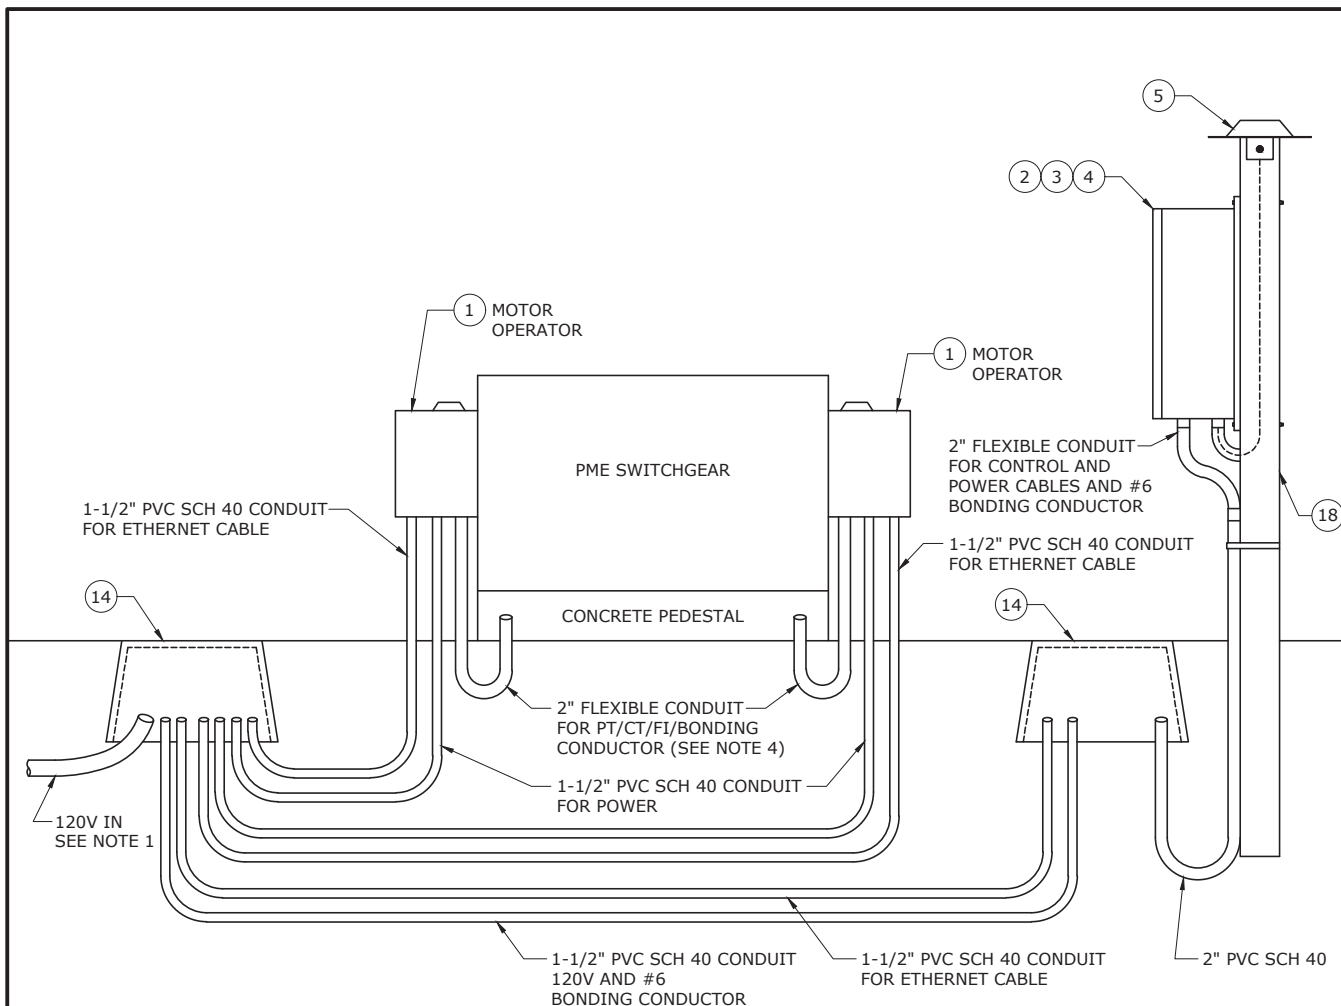 5
2 3 4
1 MOTOR
OPERATOR
1 MOTOR
OPERATOR
PME SWITCHGEAR
2" FLEXIBLE CONDUIT
FOR CONTROL AND
POWER CABLES AND #6
BONDING CONDUCTOR
18
1-1/2" PVC SCH 40 CONDUIT
FOR ETHERNET CABLE
1-1/2" PVC SCH 40 CONDUIT
FOR ETHERNET CABLE
14
14
CONCRETE PEDESTAL
2" FLEXIBLE CONDUIT
FOR PT/CT/FI/BONDING
CONDUCTOR (SEE NOTE 4)
1-1/2" PVC SCH 40 CONDUIT
FOR POWER
120V IN
SEE NOTE 1
1-1/2" PVC SCH 40 CONDUIT
120V AND #6
BONDING CONDUCTOR
1-1/2" PVC SCH 40 CONDUIT
FOR ETHERNET CABLE
2" PVC SCH 40